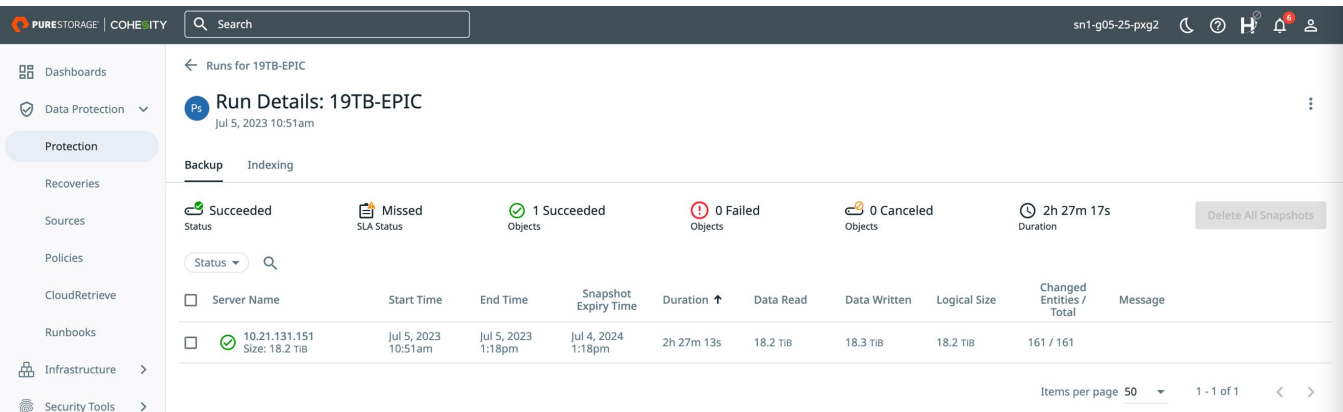 PURESTORAGE® | COHESITY
Search
sn1-g05-25-pxg2
6
Dashboards
Data Protection
Protection
Recoveries
Sources
Policies
CloudRetrieve
Runbooks
Infrastructure
Security Tools
Runs for 19TB-EPIC
Ps
Run Details: 19TB-EPIC
Jul 5, 2023 10:51am
Backup Indexing
Succeeded Missed 1 Succeeded 0 Failed 0 Canceled 2h 27m 17s
Status SLA Status Objects Objects Objects Duration
Delete All Snapshots
Status
Server Name Start Time End Time Snapshot Expiry Time Duration Data Read Data Written Logical Size Changed Entities / Total Message
10.21.131.151 Jul 5, 2023 Jul 5, 2023 Jul 4, 2024 2h 27m 13s 18.2 TiB 18.3 TiB 18.2 TiB 161 / 161
Size: 18.2 TiB 10:51am 1:18pm 1:18pm
Items per page 50 1 - 1 of 1